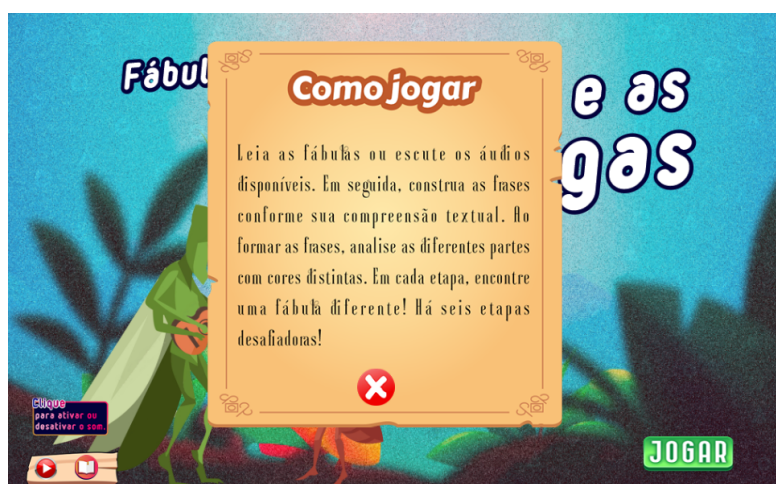 Fábul
e as
gas
Como jogar
Leia as fábulas ou escute os áudios
disponíveis. Em seguida, construa as frases
conforme sua compreensão textual. Ao
formar as frases, analise as diferentes partes
com cores distintas. Em cada etapa, encontre
uma fábula diferente! Há seis etapas
desafiadoras!
Clique
para ativar ou
desativar o som.
JOGAR